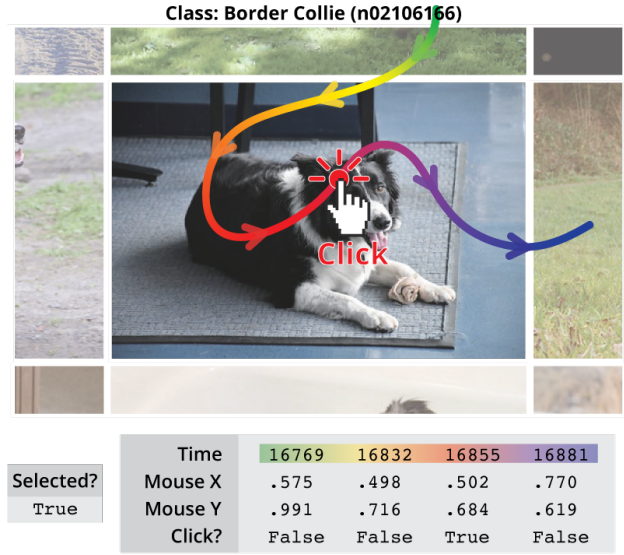 Class: Border Collie (n02106166)
Click
Selected?
True
Time 16769 16832 16855 16881
Mouse X .575 .498 .502 .770
Mouse Y .991 .716 .684 .619
Click? False False True False